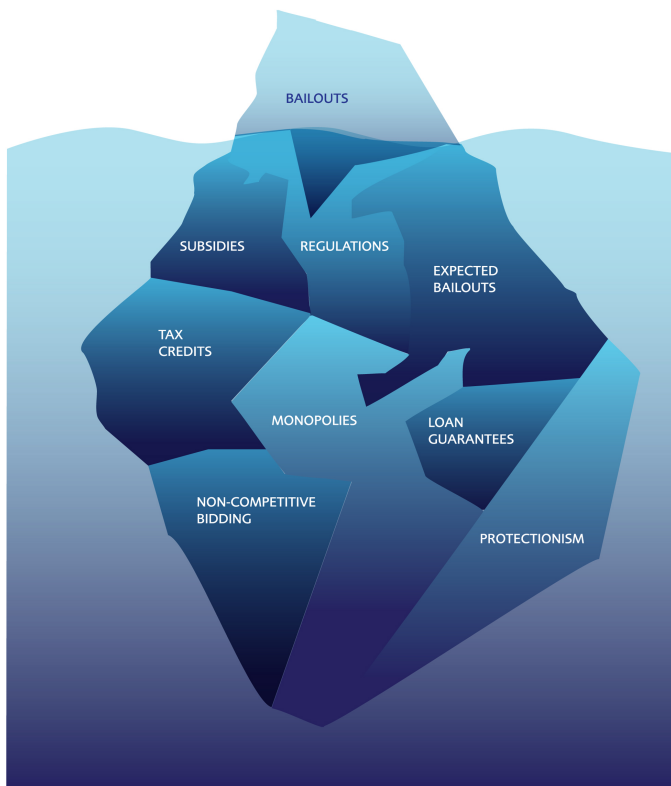 BAILOUTS
SUBSIDIES
REGULATIONS
EXPECTED
BAILOUTS
TAX
CREDITS
MONOPOLIES
LOAN
GUARANTEES
NON-COMPETITIVE
BIDDING
PROTECTIONISM